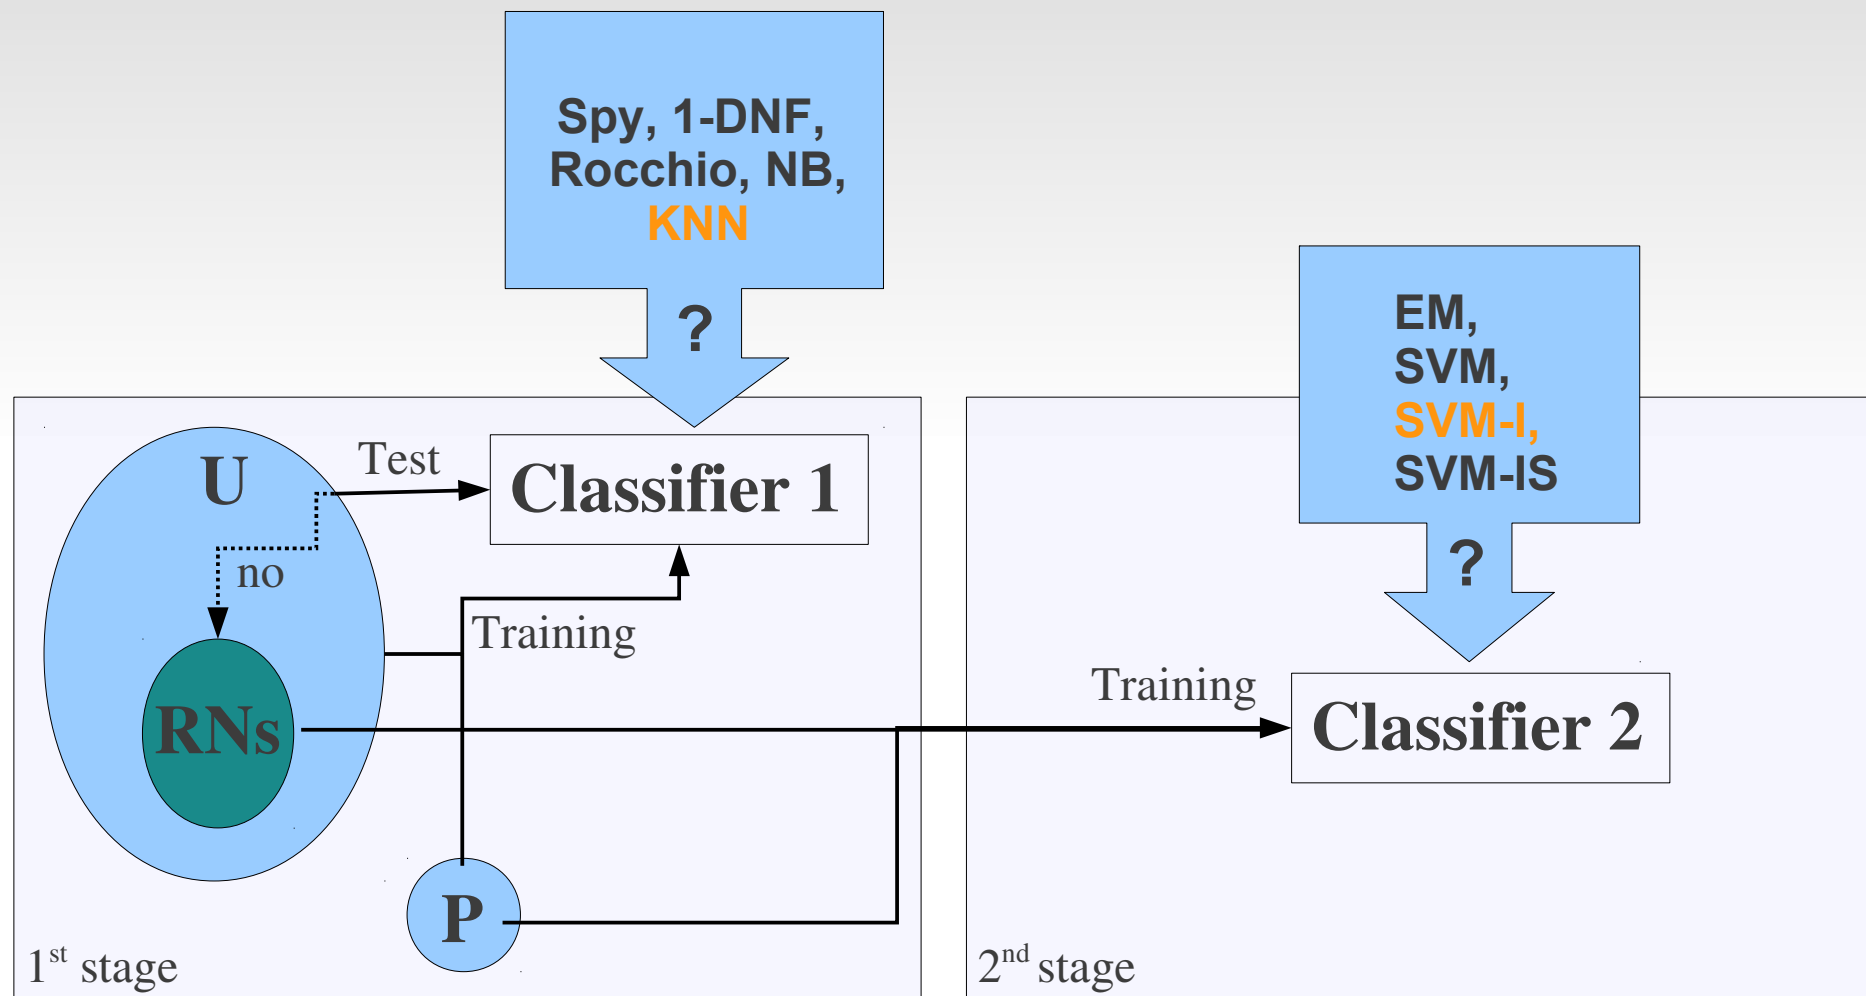 Spy, 1-DNF,
Rocchio, NB,
KNN
?
EM,
SVM,
SVM-I,
SVM-IS
?
U
Test
Classifier 1
no
Training
RNs
Training
Classifier 2
P
1st stage
2nd stage